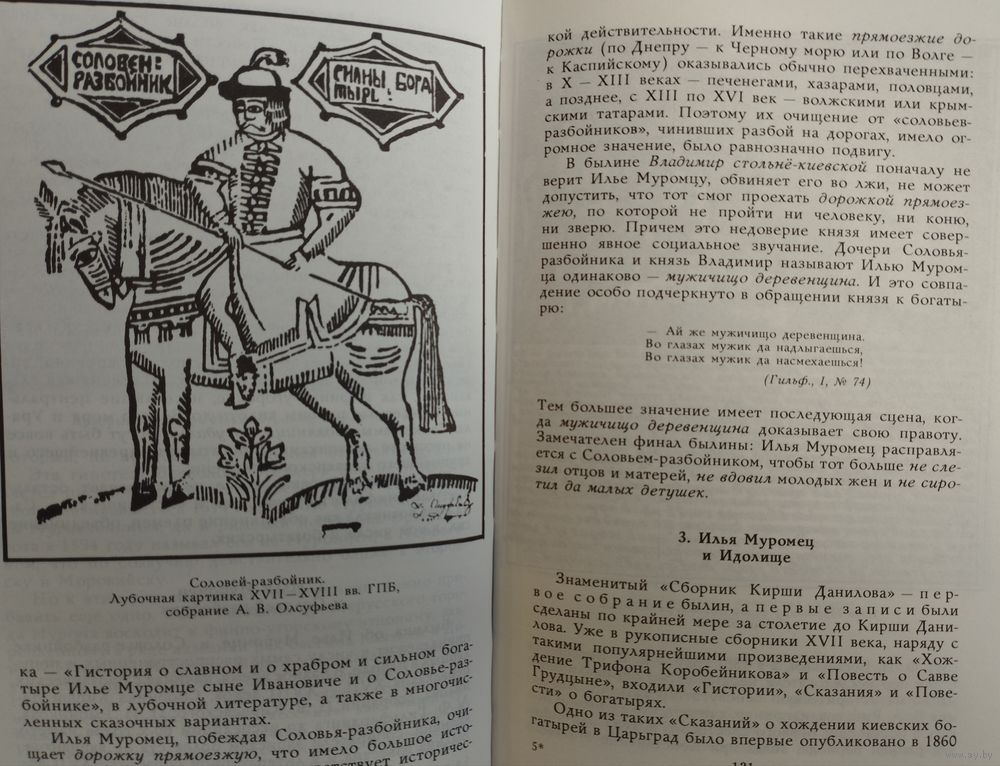 СОЛОВЕН:
РАЗБОЙНИК
СИЛНЫ, БОГА
ТЫРЬ
Соловей-разбойник.
Лубочная картинка XVII—XVIII вв. ГПБ,
собрание А. В. Олсуфьева
ка — «Гистория о славном и о храбром и сильном бога-
тыре Илье Муромце сыне Ивановиче и о Соловье-раз-
бойнике», в лубочной литературе, а также в многочис-
ленных сказочных вариантах.
Илья Муромец, побеждая Соловья-разбойника, очи-
щает дорожку прямоезжую, что имело большое исто-
историчес-
кой действительности. Именно такие прямоезжие до-
рожки (по Днепру — к Черному морю или по Волге —
к Каспийскому) оказывались обычно перехваченными:
в X — XIII веках — печенегами, хазарами, половцами,
а позднее, с XIII по XVI век — волжскими или крым-
скими татарами. Поэтому их очищение от «соловьев-
разбойников», чинивших разбой на дорогах, имело ог-
ромное значение, было равнозначно подвигу.
В былине Владимир стольнё-киевской поначалу не
верит Илье Муромцу, обвиняет его во лжи, не может
допустить, что тот смог проехать дорожкой прямоез-
жею, по которой не пройти ни человеку, ни коню,
ни зверю. Причем это недоверие князя имеет совер-
шенно явное социальное звучание. Дочери Соловья-
разбойника и князь Владимир называют Илью Муром-
ца одинаково — мужичищо деревенщина. И это совпа-
дение особо подчеркнуто в обращении князя к богаты-
рю:
— Ай же мужичищо деревенщина.
Во глазах мужик да надлыгаешься,
Во глазах мужик да насмехаешься!
(Гильф., I, № 74)
Тем большее значение имеет последующая сцена, ког-
да мужичищо деревенщина доказывает свою правоту.
Замечателен финал былины: Илья Муромец расправля-
ется с Соловьем-разбойником, чтобы тот больше не сле-
зил отцов и матерей, не вдовил молодых жен и не сиро-
тил да малых детушек.
3. Илья Муромец
и Идолище
Знаменитый «Сборник Кирши Данилова» — пер-
вое собрание былин, а первые записи были
сделаны по крайней мере за столетие до Кирши Дани-
лова. Уже в рукописные сборники XVII века, наряду с
такими популярнейшими произведениями, как «Хож-
дение Трифона Коробейникова» и «Повесть о Савве
Грудцыне», входили «Гистории», «Сказания» и «Пове-
сти» о богатырях.
Одно из таких «Сказаний» о хождении киевских бо-
гатырей в Царьград было впервые опубликовано в 1860
5*
131
www.ay.by